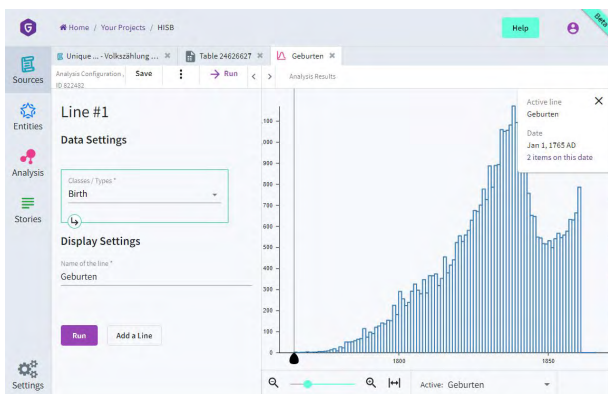 Beta
Home / Your Projects / HISB
Help
Unique ... - Volkszählung ...
Table 24626627
Geburten
Sources
Analysis Configuration,
ID 822482
Save
Run
Analysis Results
Entities
Analysis
Stories
Settings
Line #1
Data Settings
Classes / Types *
Birth
Display Settings
Name of the line *
Geburten
Run
Add a Line
Active line
Geburten
Date
Jan 1, 1765 AD
2 items on this date
100
000
900
800
700
600
500
400
300
200
100
0
1800
1850
Active: Geburten